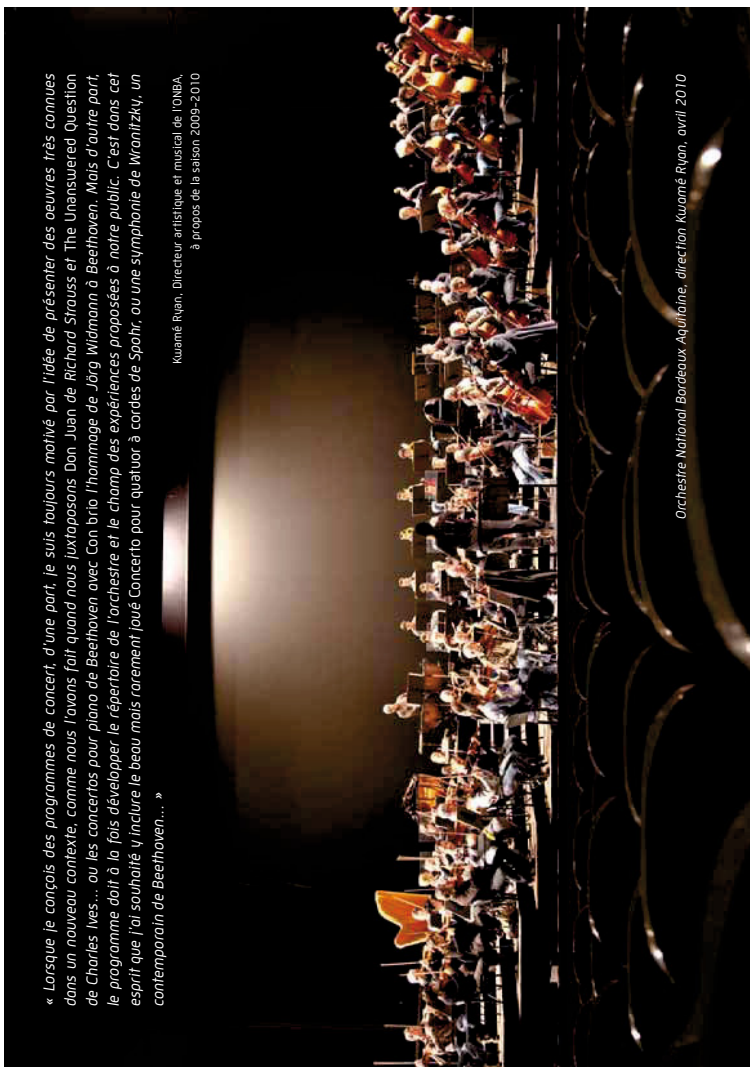 « Lorsque je conçois des programmes de concert, d'une part, je suis toujours motivé par l'idée de présenter des oeuvres très connues
dans un nouveau contexte, comme nous l'avons fait quand nous juxtaposons Don Juan de Richard Strauss et The Unanswered Question
de Charles Ives... ou les concertos pour piano de Beethoven avec Con brio l'hommage de Jörg Widmann à Beethoven. Mais d'autre part,
le programme doit à la fois développer le répertoire de l'orchestre et le champ des expériences proposées à notre public. C'est dans cet
esprit que j'ai souhaité y inclure le beau mais rarement joué Concerto pour quatuor à cordes de Spohr, ou une symphonie de Wranitzky, un
contemporain de Beethoven... »
Kwamé Ryan, Directeur artistique et musical de l'ONBA,
à propos de la saison 2009-2010
Orchestre National Bordeaux Aquitaine, direction Kwamé Ryan, avril 2010